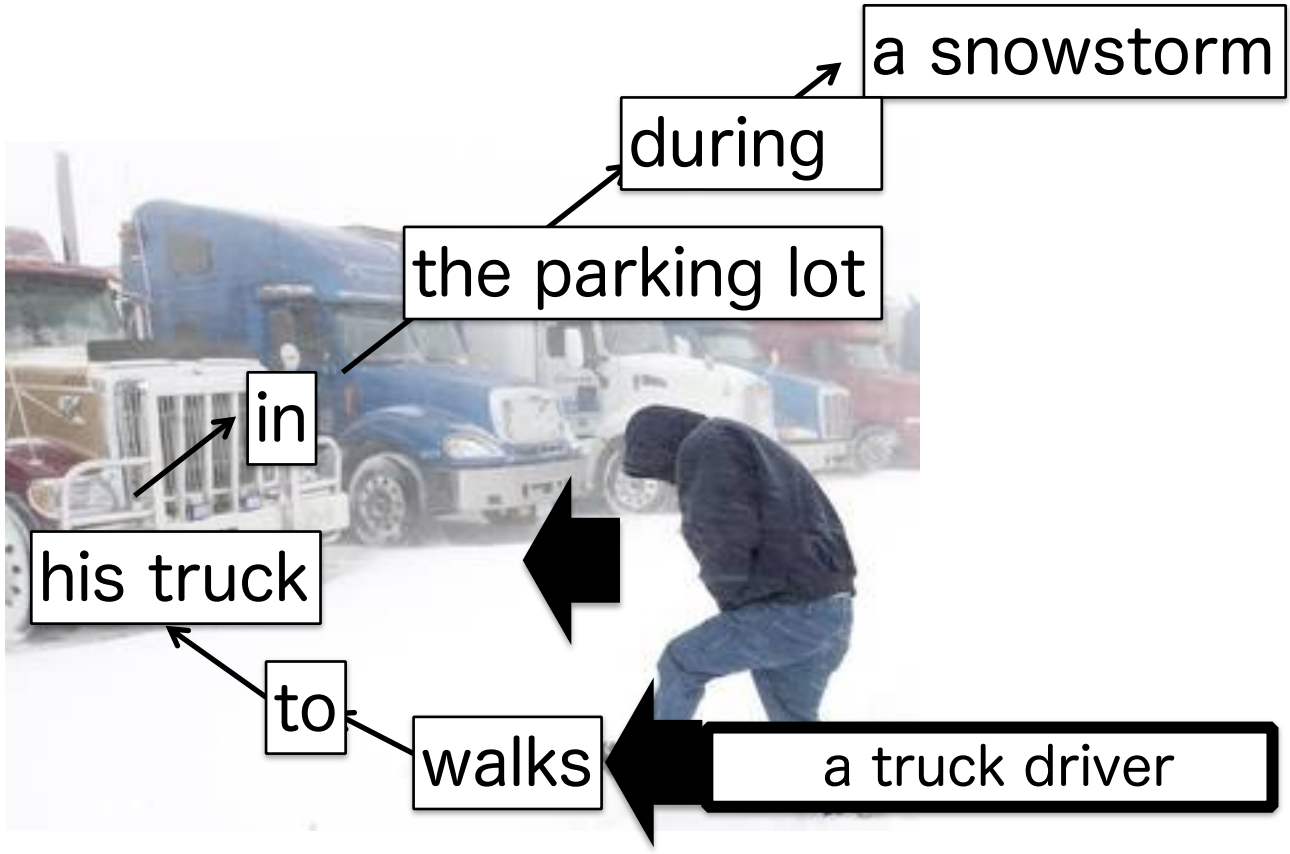 a snowstorm
during
the parking lot
in
his truck
to
walks
a truck driver